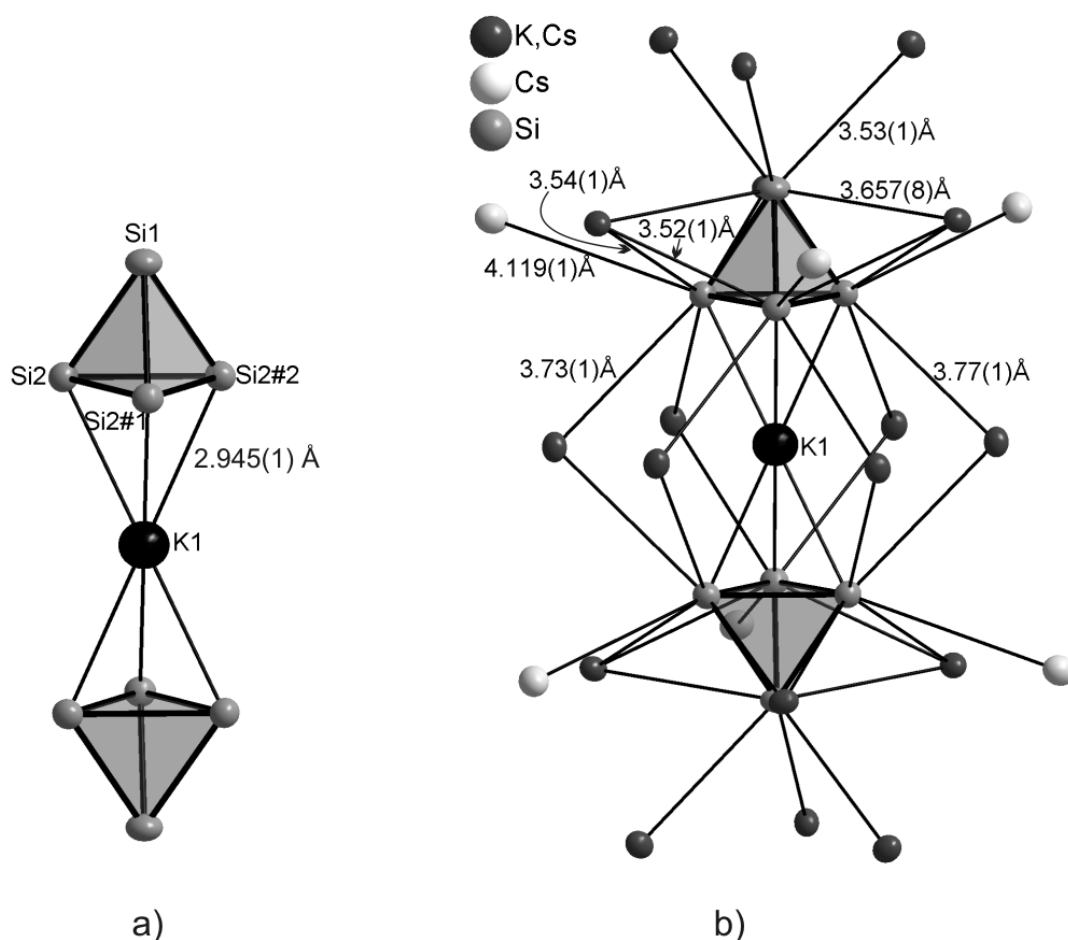 K,Cs
Cs
Si
3.53(1)Å
3.54(1)Å
3.657(8)Å
3.52(1)Å
4.119(1)Å
3.73(1)Å
3.77(1)Å
K1
Si1
Si2
Si2#2
Si2#1
2.945(1) Å
K1
a)
b)